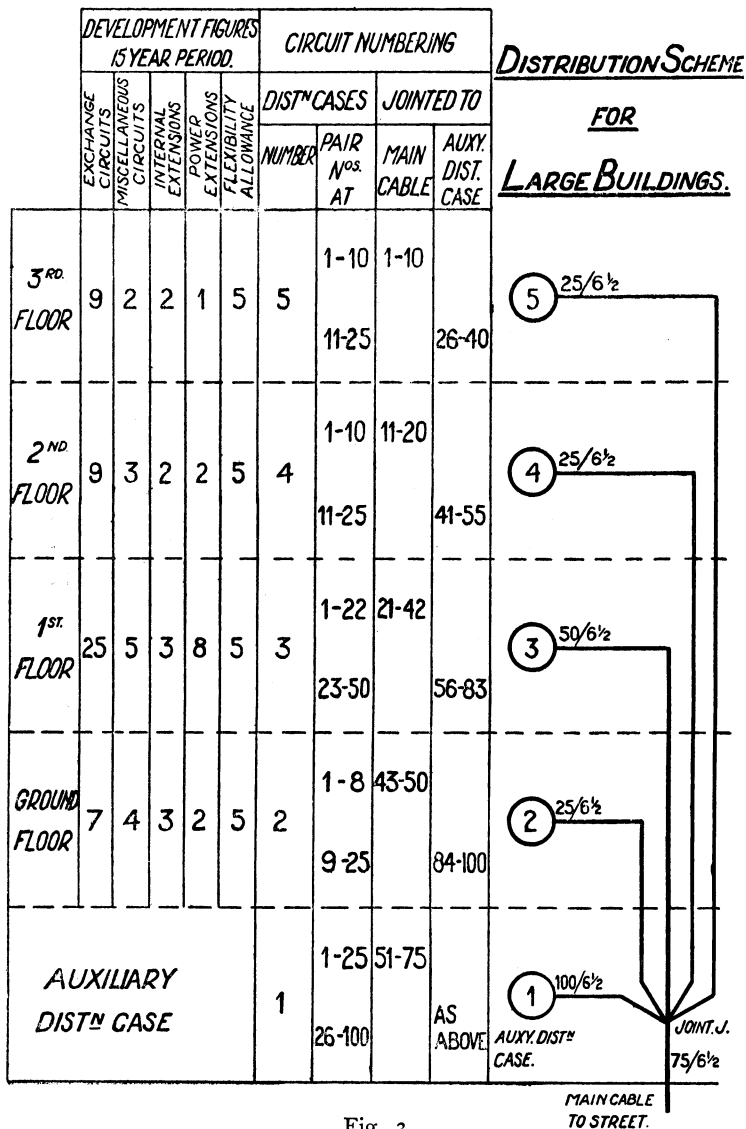 DEVELOPMENT FIGURES
15 YEAR PERIOD.
CIRCUIT NUMBERING
DISTRIBUTION SCHEME
FOR
LARGE BUILDINGS.
EXCHANGE
CIRCUITS
MISCELLANEOUS
CIRCUITS
INTERNAL
EXTENSIONS
POWER
EXTENSIONS
FLEXIBILITY
ALLOWANCE
DISTN CASES
JOINTED TO
NUMBER
PAIR
Nos.
AT
MAIN
CABLE
AUXY.
DIST.
CASE
3RD.
FLOOR
9 2 2 1 5 5
1-10 1-10
11-25 26-40
5 25/6½
2ND.
FLOOR
9 3 2 2 5 4
1-10 11-20
11-25 41-55
4 25/6½
1ST.
FLOOR
25 5 3 8 5 3
1-22 21-42
23-50 56-83
3 50/6½
GROUND
FLOOR
7 4 3 2 5 2
1-8 43-50
9-25 84-100
2 25/6½
AUXILIARY
DISTN CASE
1
1-25 51-75
26-100 AS
ABOVE
1 100/6½
AUXY. DISTN
CASE.
JOINT. J.
75/6½
MAIN CABLE
TO STREET.